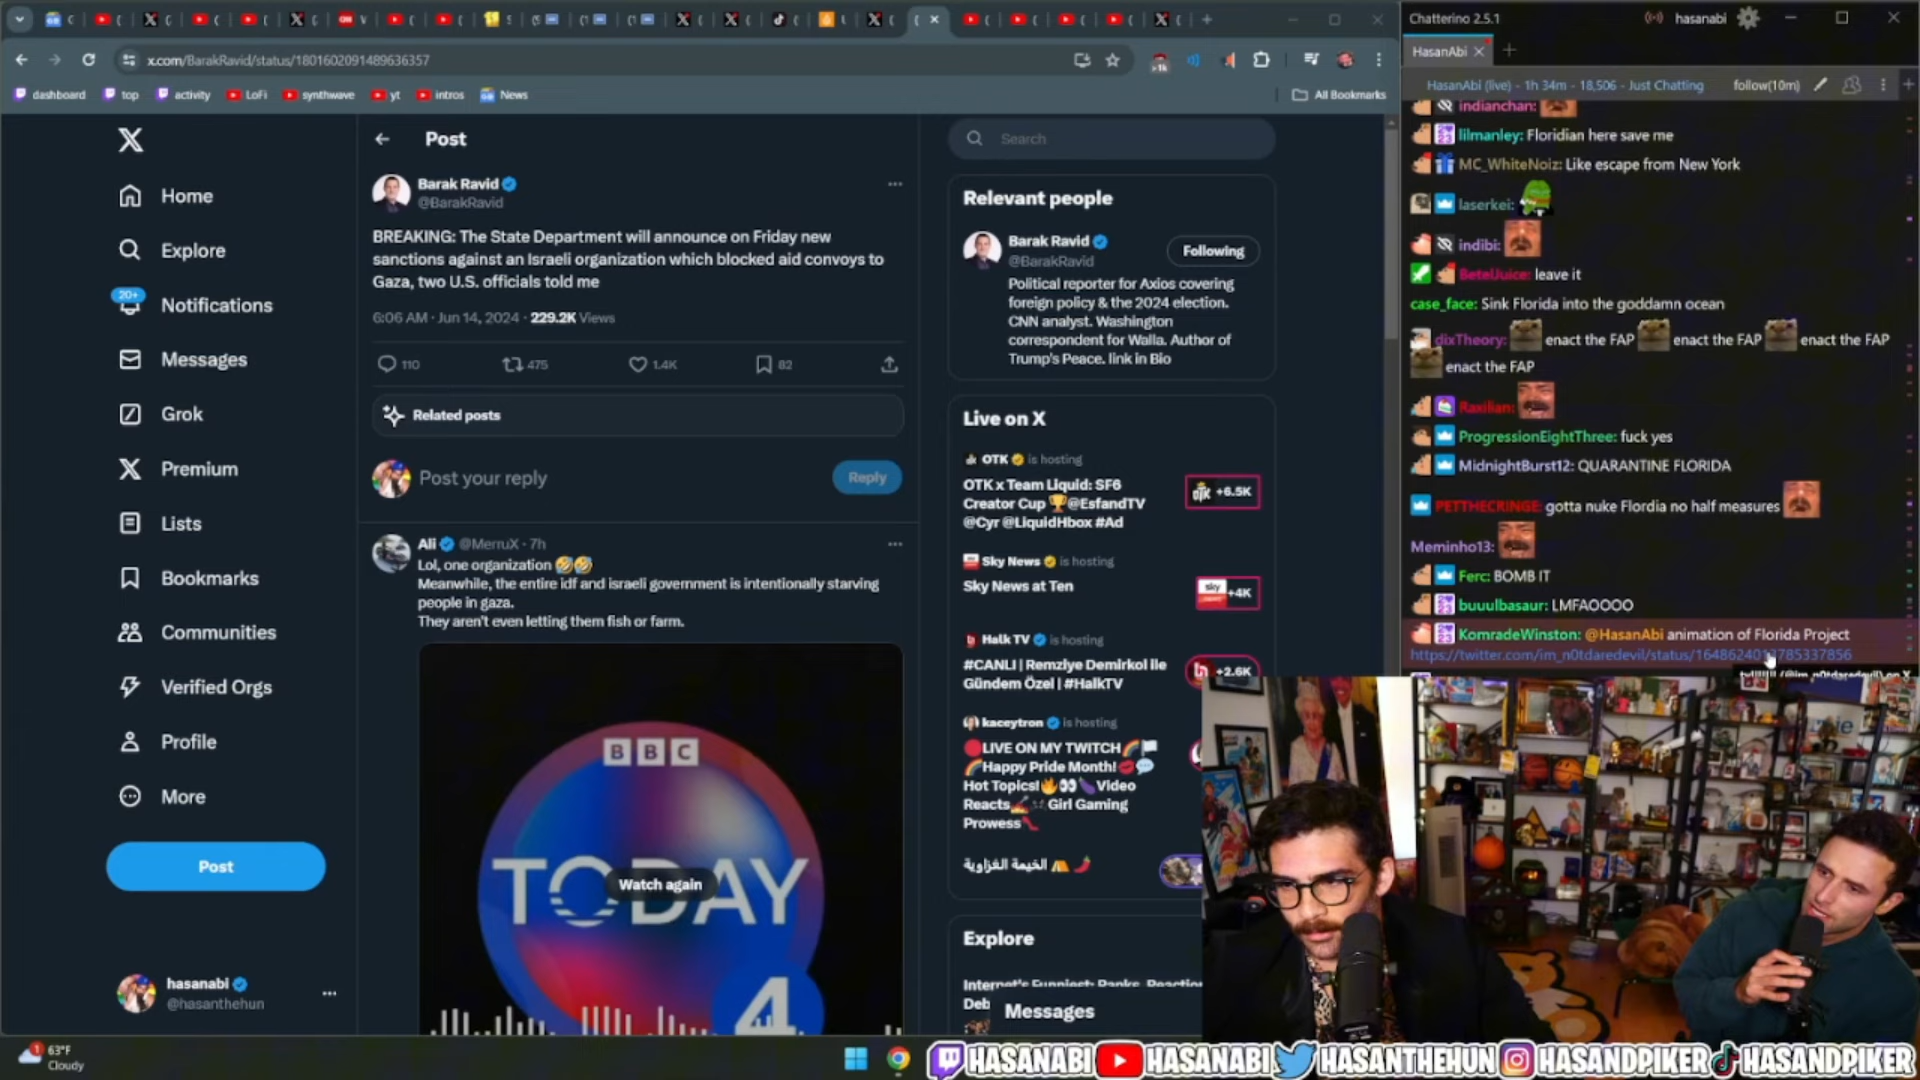 x.com/BarakRavid/status/1801602091489636357
dashboard
top
activity
LoFi
synthwave
yt
intros
News
All Bookmarks
Home
Explore
20+
Notifications
Messages
Grok
Premium
Lists
Bookmarks
Communities
Verified Orgs
Profile
More
Post
hasanabi
@hasanthehun
Post
Barak Ravid
@BarakRavid
BREAKING: The State Department will announce on Friday new
sanctions against an Israeli organization which blocked aid convoys to
Gaza, two U.S. officials told me
6:06 AM · Jun 14, 2024 · 229.2K Views
110
475
1.4K
82
Related posts
Post your reply
Reply
Ali @MerruX · 7h
Lol, one organization 🤣🤣
Meanwhile, the entire idf and israeli government is intentionally starving
people in gaza.
They aren't even letting them fish or farm.
BBC
TODAY
Watch again
4
Search
Relevant people
Barak Ravid
@BarakRavid
Following
Political reporter for Axios covering
foreign policy & the 2024 election.
CNN analyst. Washington
correspondent for Walla. Author of
Trump's Peace. link in Bio
Live on X
OTK is hosting
OTK x Team Liquid: SF6
Creator Cup 🏆@EsfandTV
@Cyr @LiquidHbox #Ad
+6.5K
Sky News is hosting
Sky News at Ten
sky
+4K
Halk TV is hosting
#CANLI | Remziye Demirkol ile
Gündem Özel | #HalkTV
+2.6K
kaceytron is hosting
🔴LIVE ON MY TWITCH🌈🏳️
🌈Happy Pride Month!💋💬
Hot Topics!🔥👀🍆Video
Reacts💅Girl Gaming
Prowess👠
الخيمة الغزاوية
Explore
Messages
Chatterino 2.5.1
hasanabi
HasanAbi
HasanAbi (live) - 1h 34m - 18,506 - Just Chatting
follow(10m)
indianchan:
lilmanley: Floridian here save me
MC_WhiteNoiz: Like escape from New York
laserkei:
indibi:
BetelJuice: leave it
case_face: Sink Florida into the goddamn ocean
dixTheory: enact the FAP enact the FAP enact the FAP
enact the FAP
Raxilian:
ProgressionEightThree: fuck yes
MidnightBurst12: QUARANTINE FLORIDA
PETTHECRINGE: gotta nuke Flordia no half measures
Meminho13:
Ferc: BOMB IT
buuulbasaur: LMFAOOOO
KomradeWinston: @HasanAbi animation of Florida Project
63°F
Cloudy
HASANABI
HASANABI
HASANTHEHUN
HASANDPIKER
HASANDPIKER